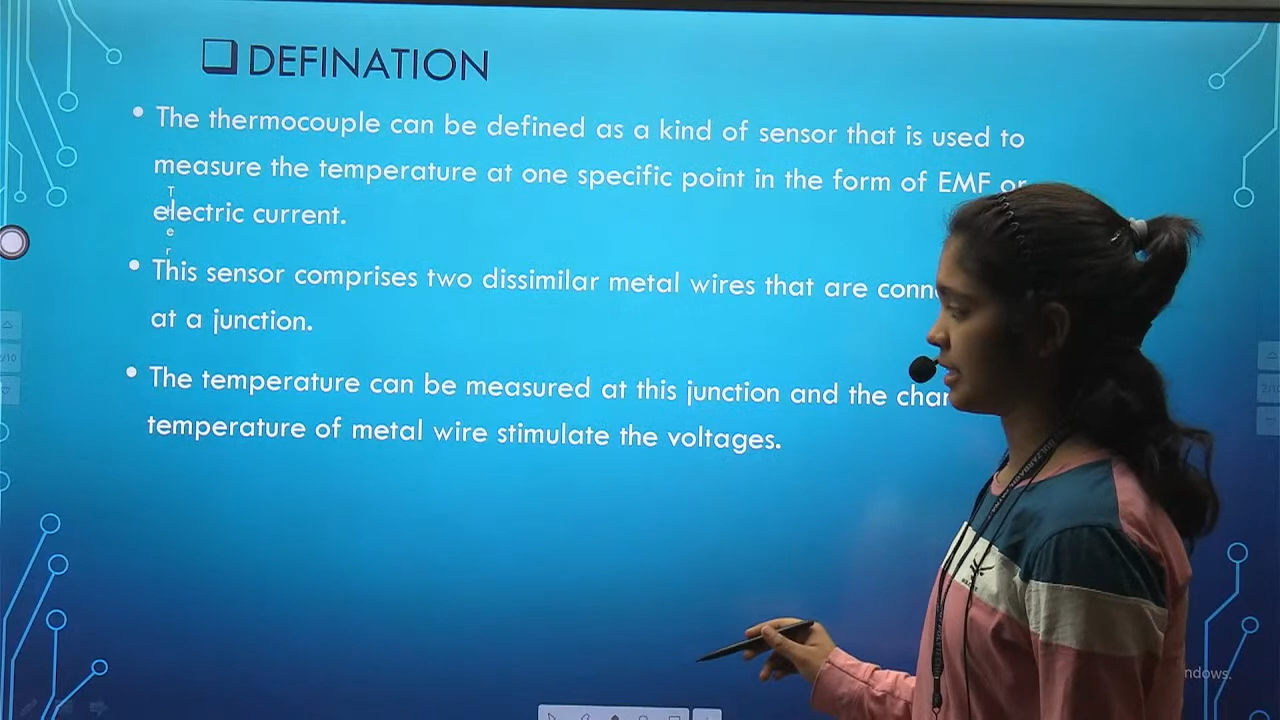 DEFINATION
The thermocouple can be defined as a kind of sensor that is used to
measure the temperature at one specific point in the form of EMF or
electric current.
This sensor comprises two dissimilar metal wires that are
at a junction.
The temperature can be measured at this junction and the
temperature of metal wire stimulate the voltages.